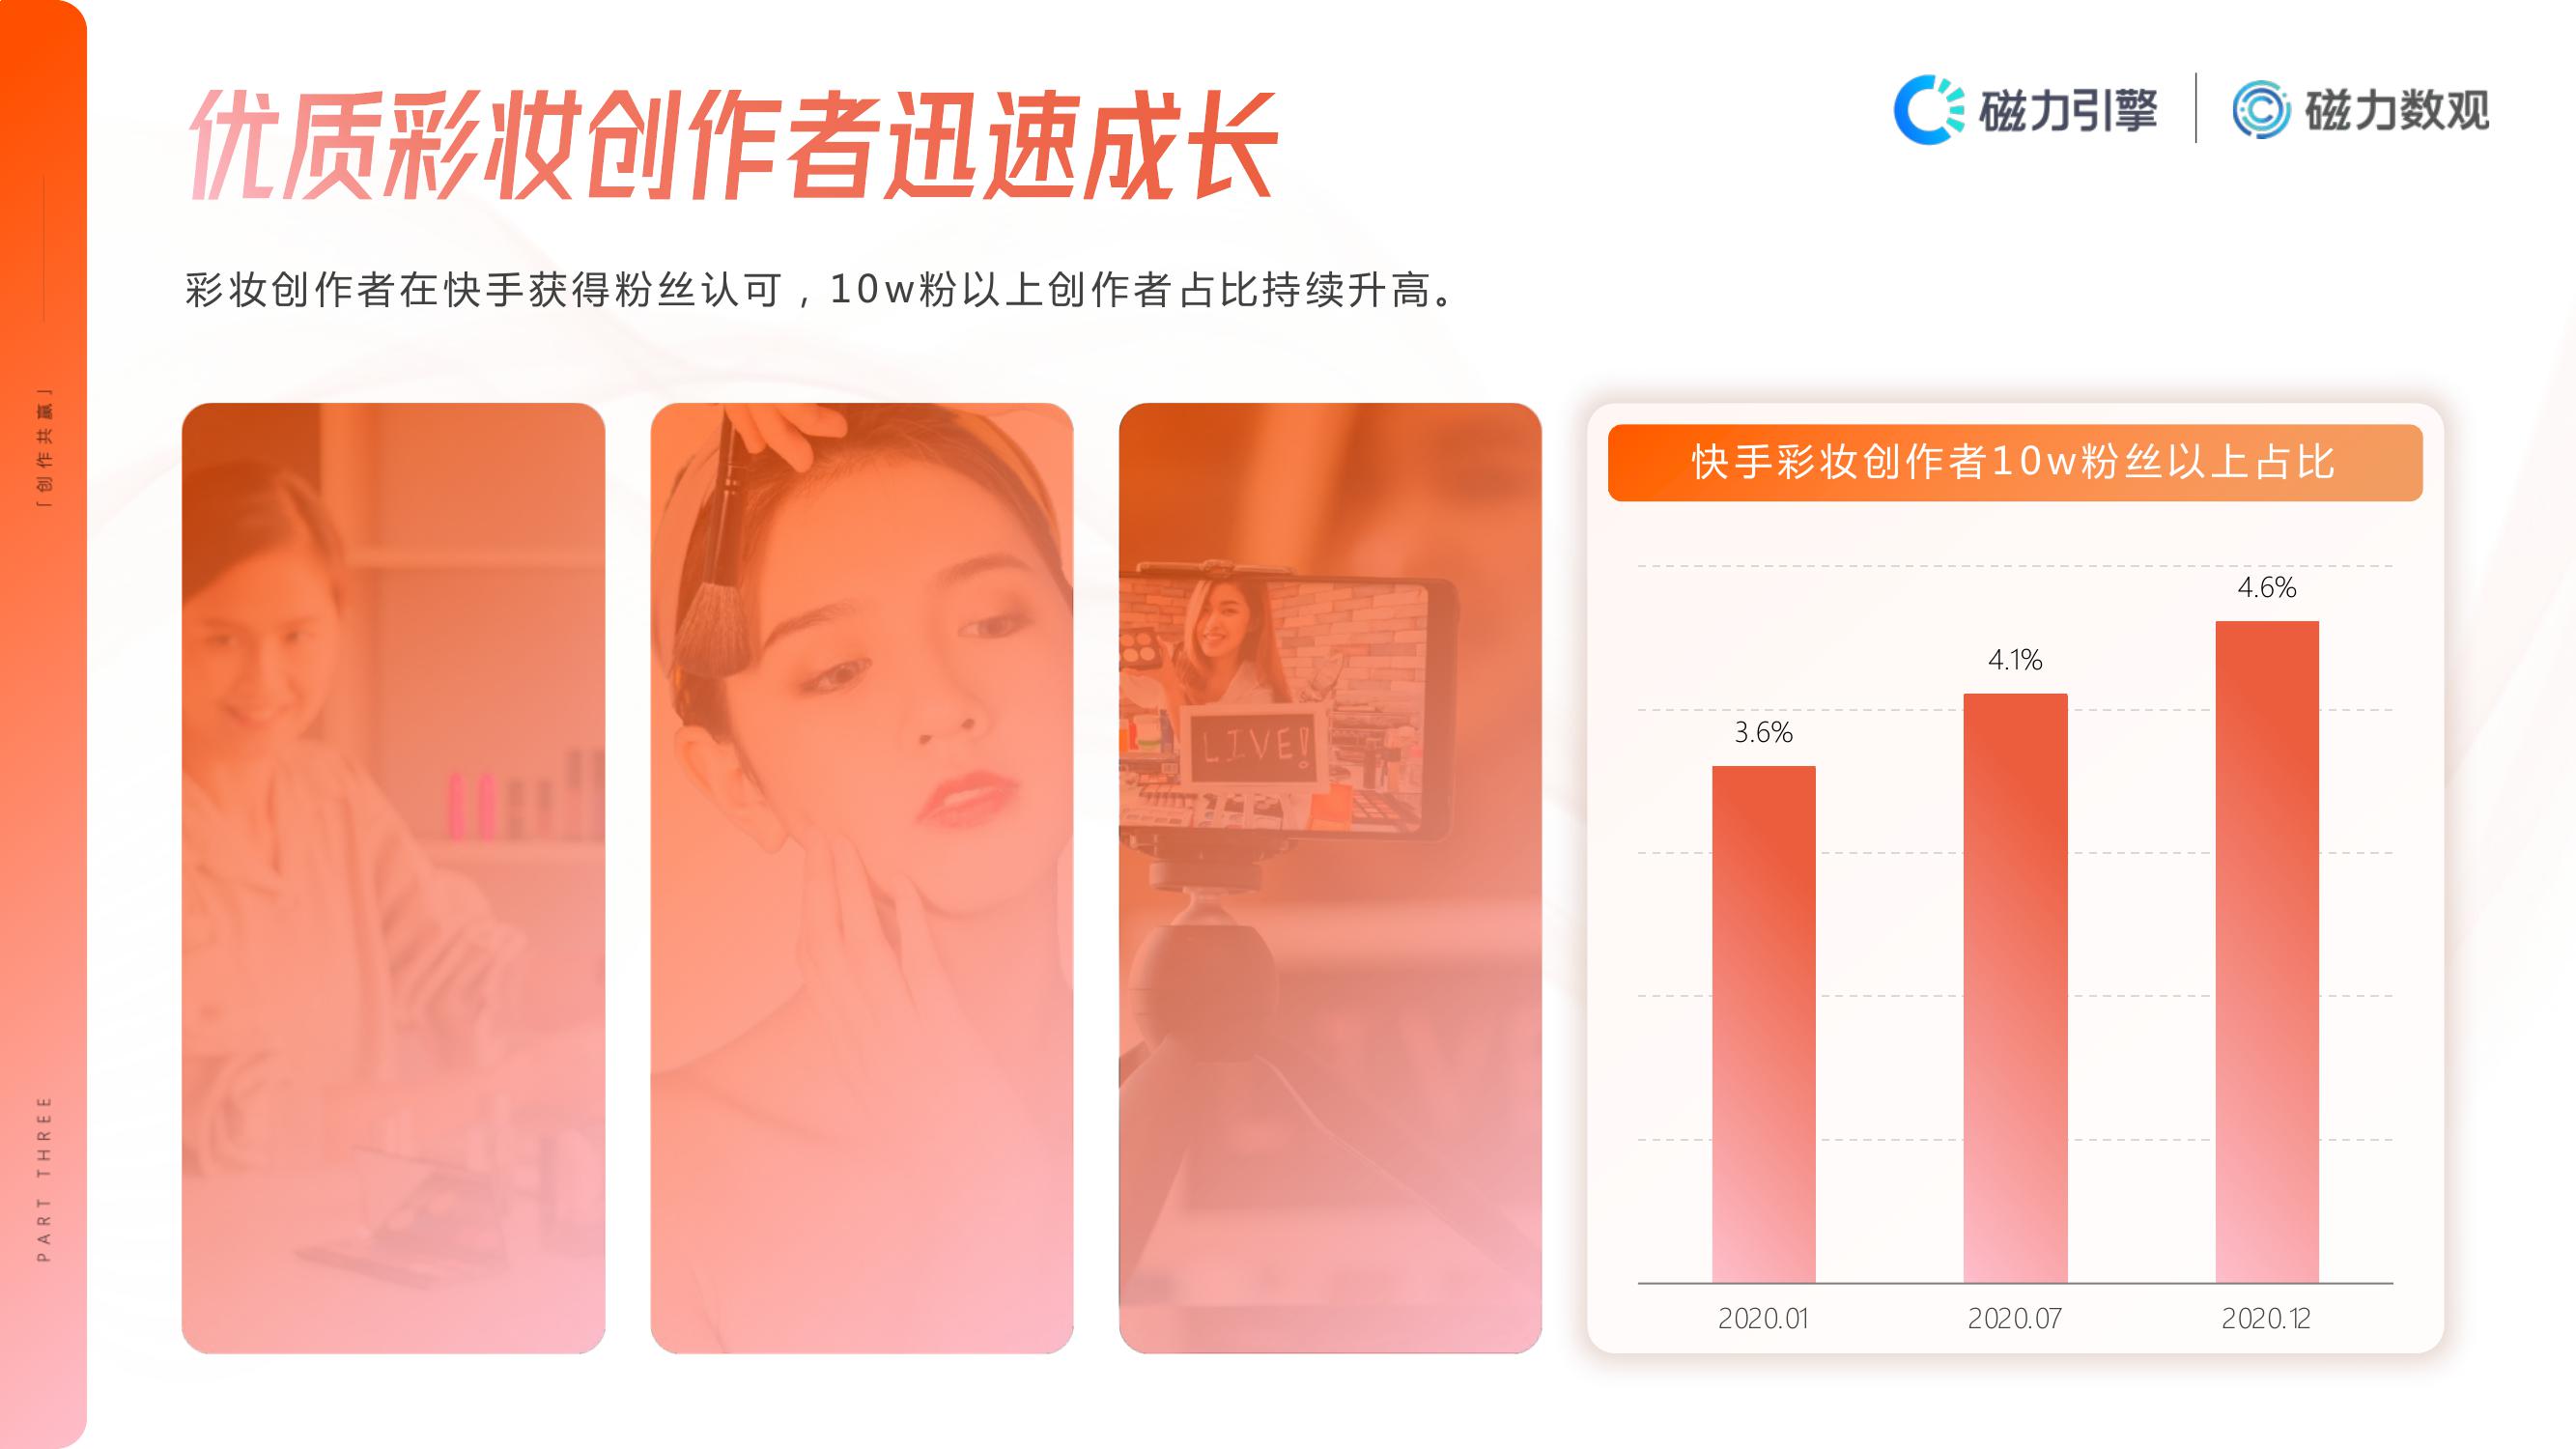 优质彩妆创作者迅速成长
磁力引擎
磁力数观
彩妆创作者在快手获得粉丝认可，10w粉以上创作者占比持续升高。
「创作共赢」
PART THREE
LIVE!
快手彩妆创作者10w粉丝以上占比
4.6%
4.1%
3.6%
2020.01
2020.07
2020.12